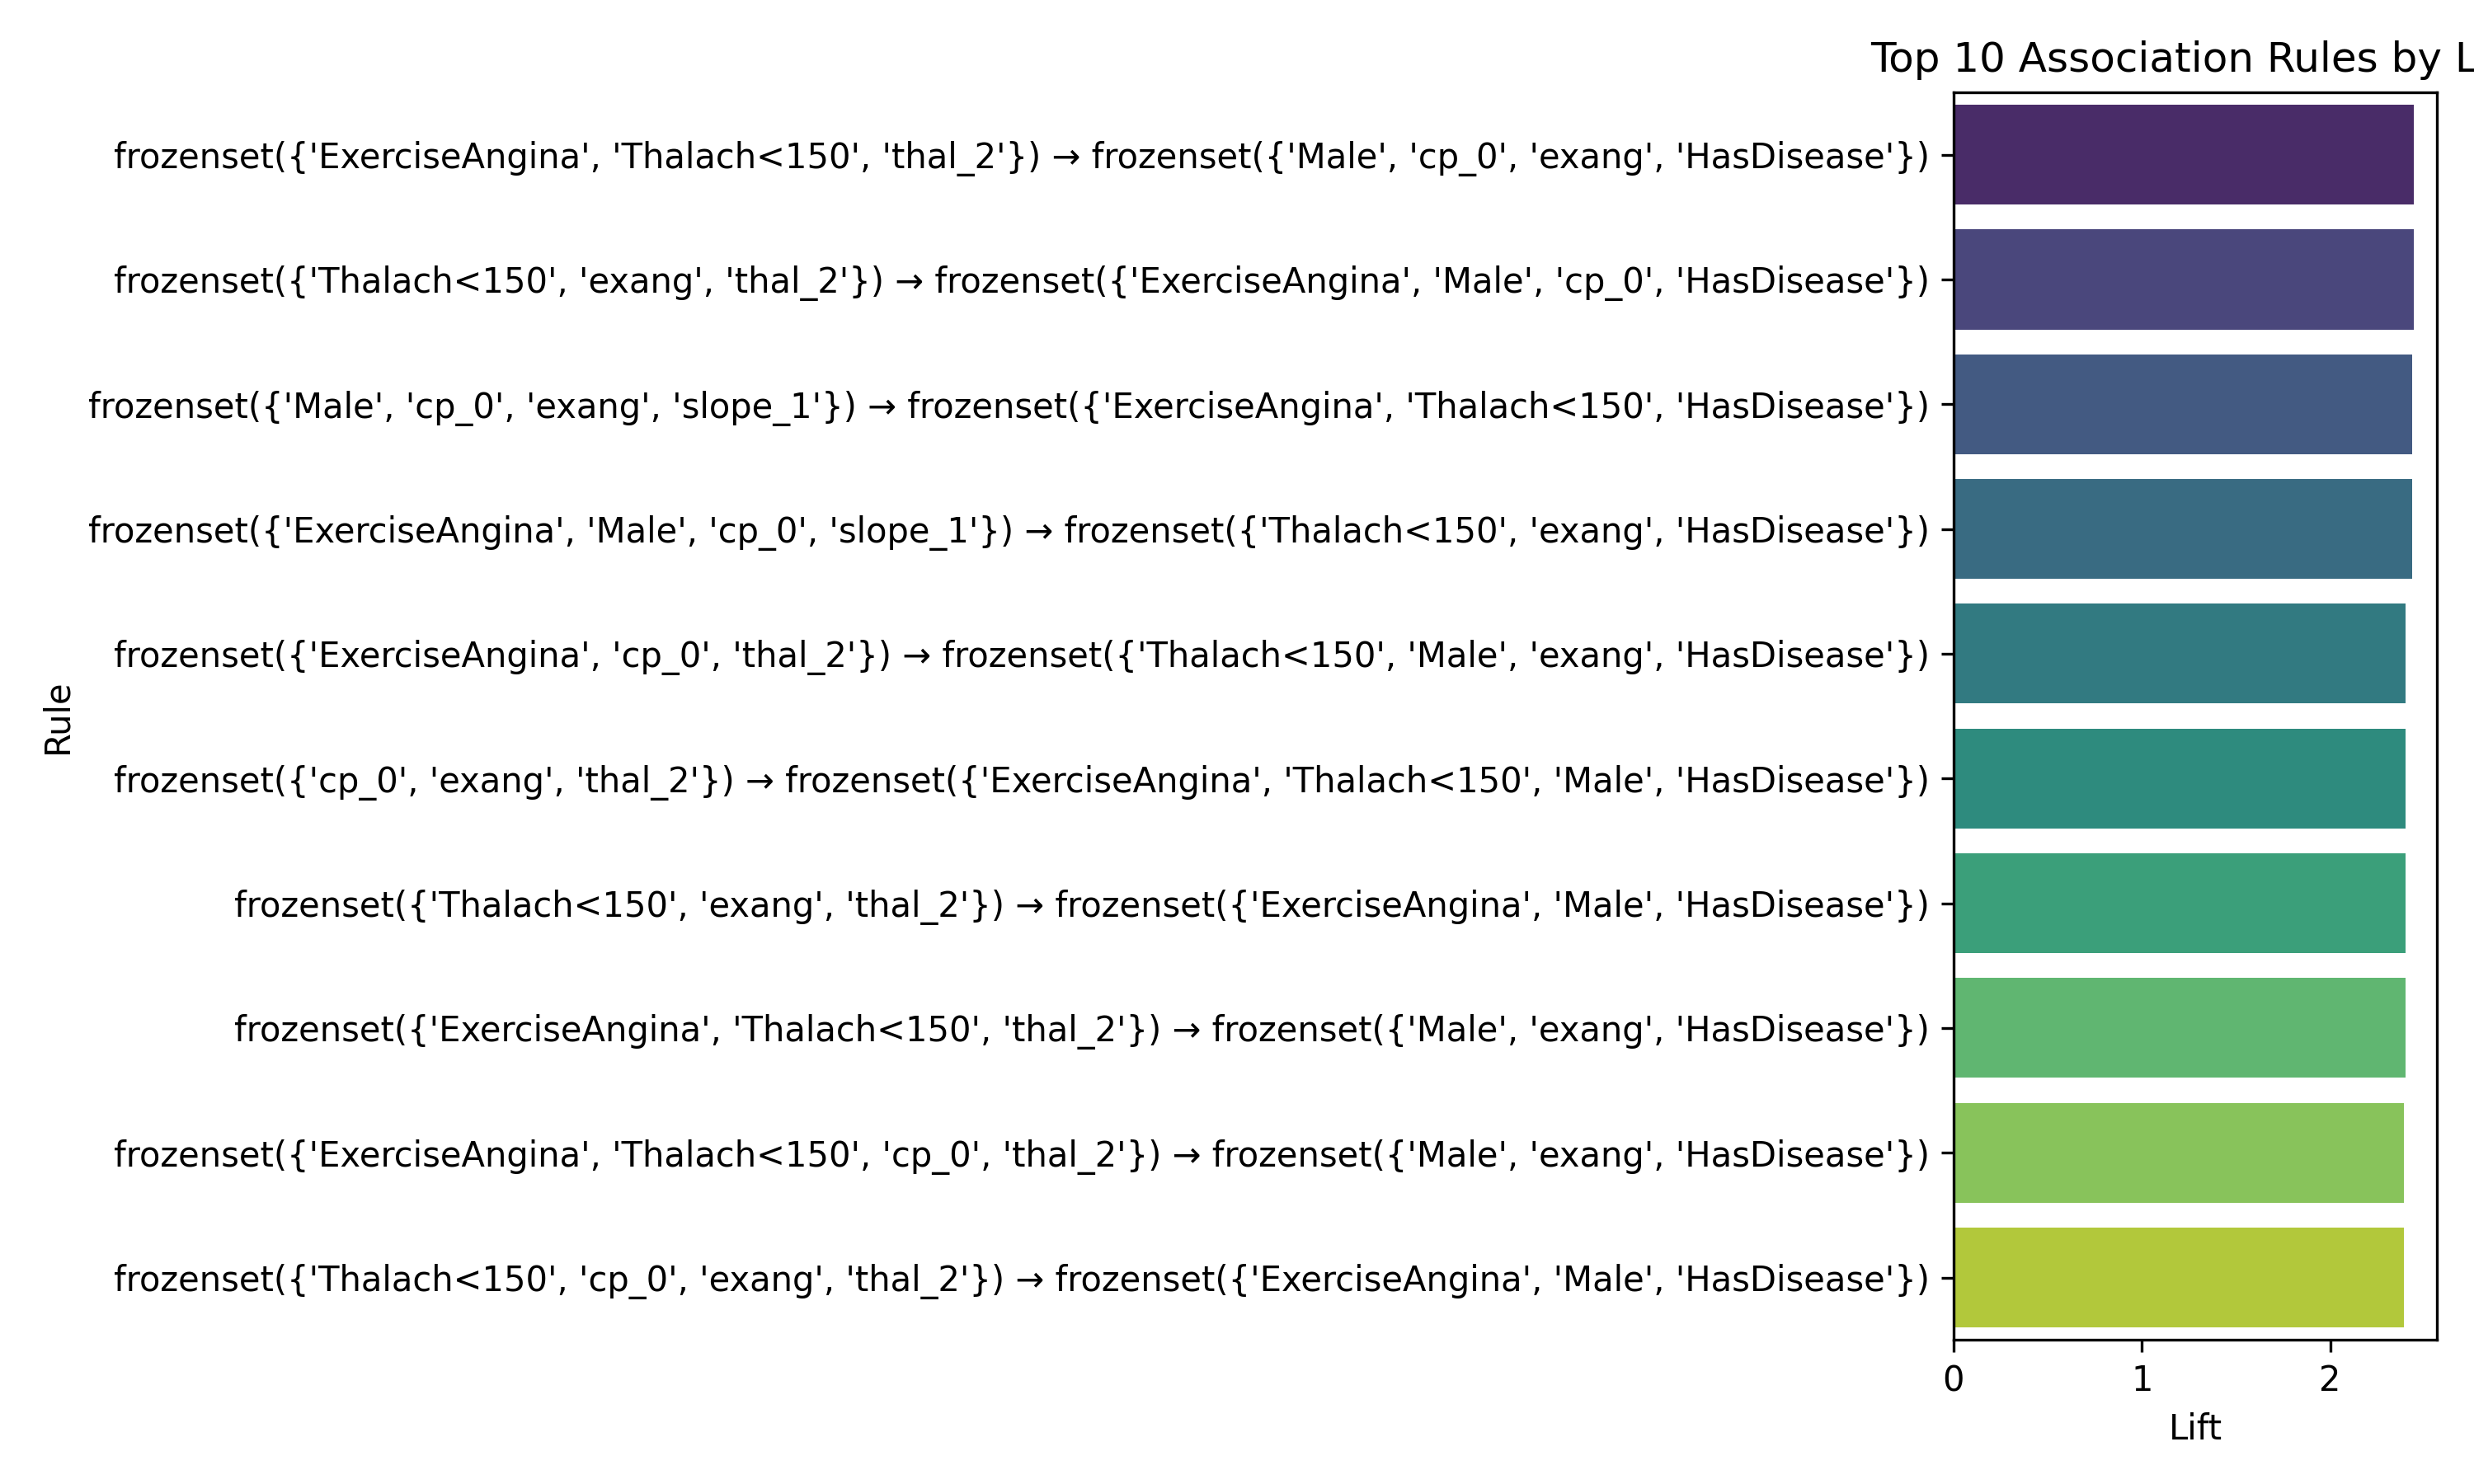 Top 10 Association Rules by L
frozenset({'ExerciseAngina', 'Thalach<150', 'thal_2'}) → frozenset({'Male', 'cp_0', 'exang', 'HasDisease'})
frozenset({'Thalach<150', 'exang', 'thal_2'}) → frozenset({'ExerciseAngina', 'Male', 'cp_0', 'HasDisease'})
frozenset({'Male', 'cp_0', 'exang', 'slope_1'}) → frozenset({'ExerciseAngina', 'Thalach<150', 'HasDisease'})
frozenset({'ExerciseAngina', 'Male', 'cp_0', 'slope_1'}) → frozenset({'Thalach<150', 'exang', 'HasDisease'})
frozenset({'ExerciseAngina', 'cp_0', 'thal_2'}) → frozenset({'Thalach<150', 'Male', 'exang', 'HasDisease'})
Rule
frozenset({'cp_0', 'exang', 'thal_2'}) → frozenset({'ExerciseAngina', 'Thalach<150', 'Male', 'HasDisease'})
frozenset({'Thalach<150', 'exang', 'thal_2'}) → frozenset({'ExerciseAngina', 'Male', 'HasDisease'})
frozenset({'ExerciseAngina', 'Thalach<150', 'thal_2'}) → frozenset({'Male', 'exang', 'HasDisease'})
frozenset({'ExerciseAngina', 'Thalach<150', 'cp_0', 'thal_2'}) → frozenset({'Male', 'exang', 'HasDisease'})
frozenset({'Thalach<150', 'cp_0', 'exang', 'thal_2'}) → frozenset({'ExerciseAngina', 'Male', 'HasDisease'})
0 1 2
Lift